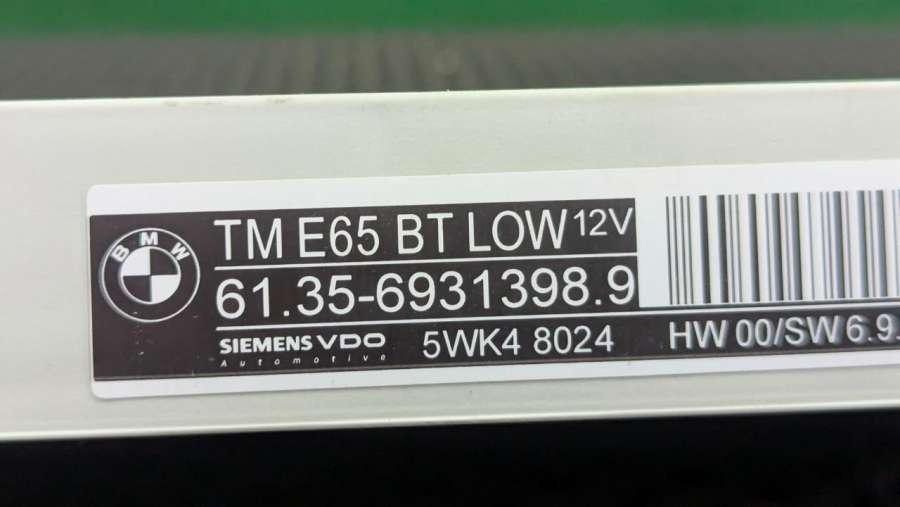 BMW
TM E65 BT LOW 12V
61.35-6931398.9
SIEMENS VDO
Automotive
5WK4 8024
HW 00/SW 6.9.